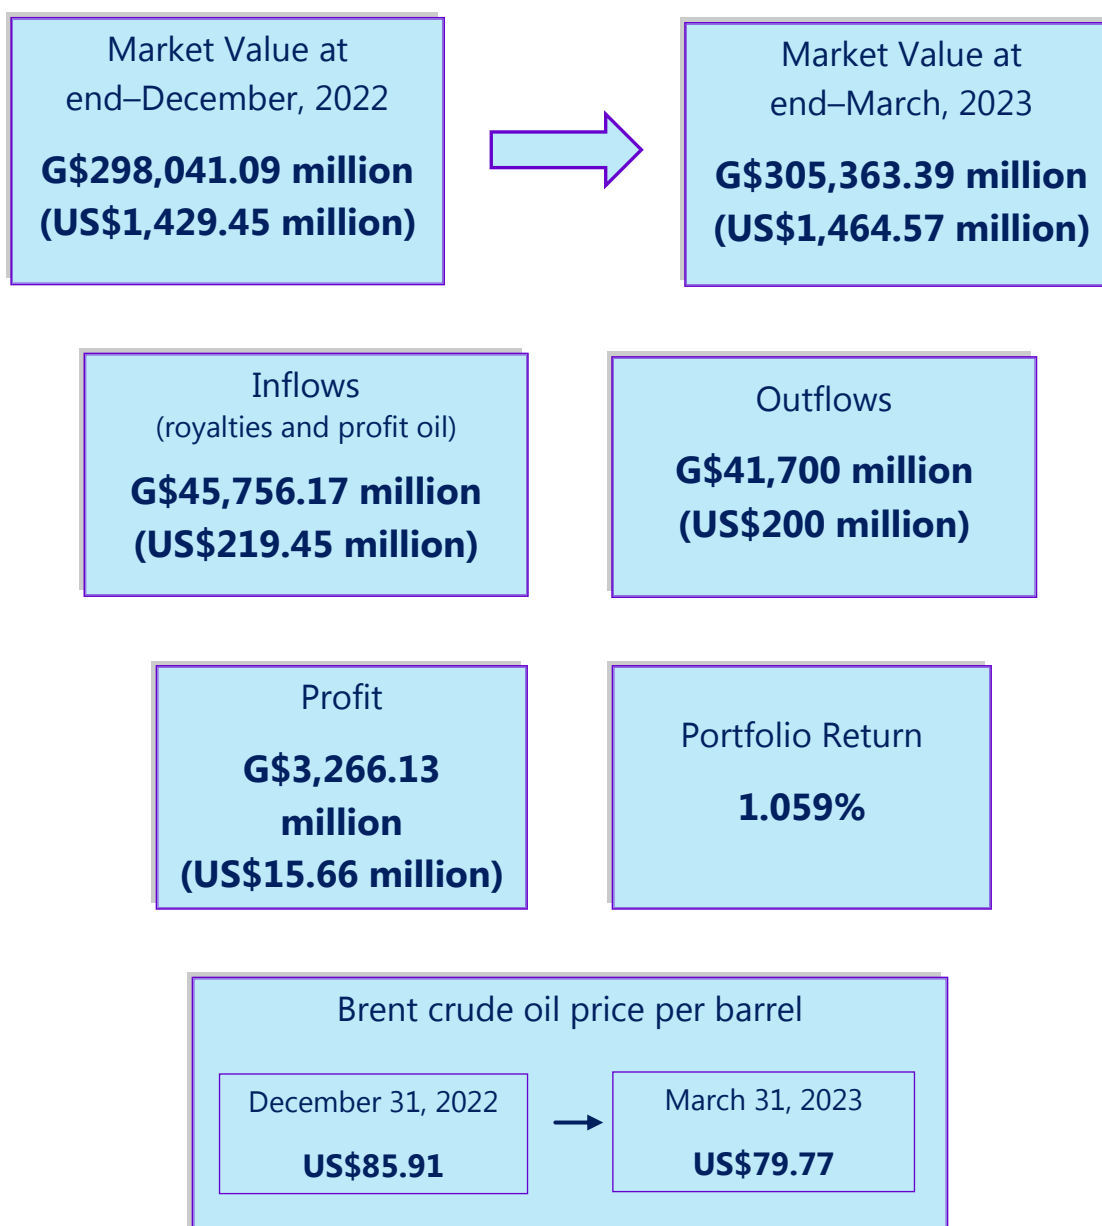 Market Value at
end–December, 2022
G$298,041.09 million
(US$1,429.45 million)
Market Value at
end–March, 2023
G$305,363.39 million
(US$1,464.57 million)
Inflows
(royalties and profit oil)
G$45,756.17 million
(US$219.45 million)
Outflows
G$41,700 million
(US$200 million)
Profit
G$3,266.13
million
(US$15.66 million)
Portfolio Return
1.059%
Brent crude oil price per barrel
December 31, 2022
US$85.91
March 31, 2023
US$79.77